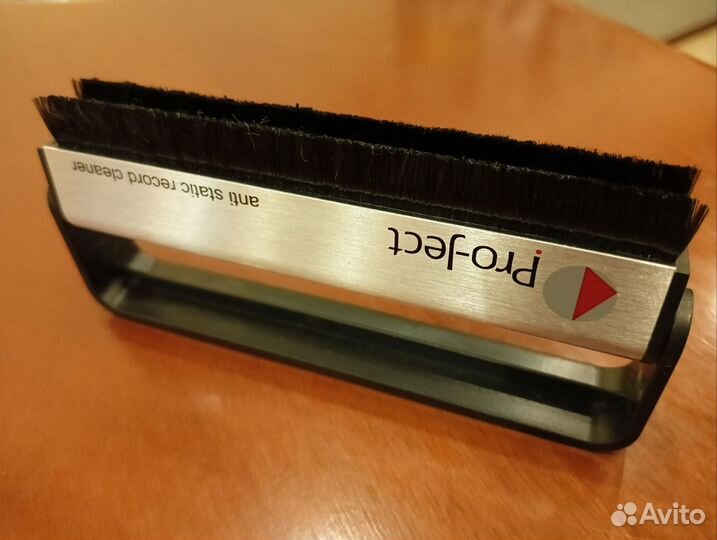 Pro-Ject
anti static record cleaner
Avito